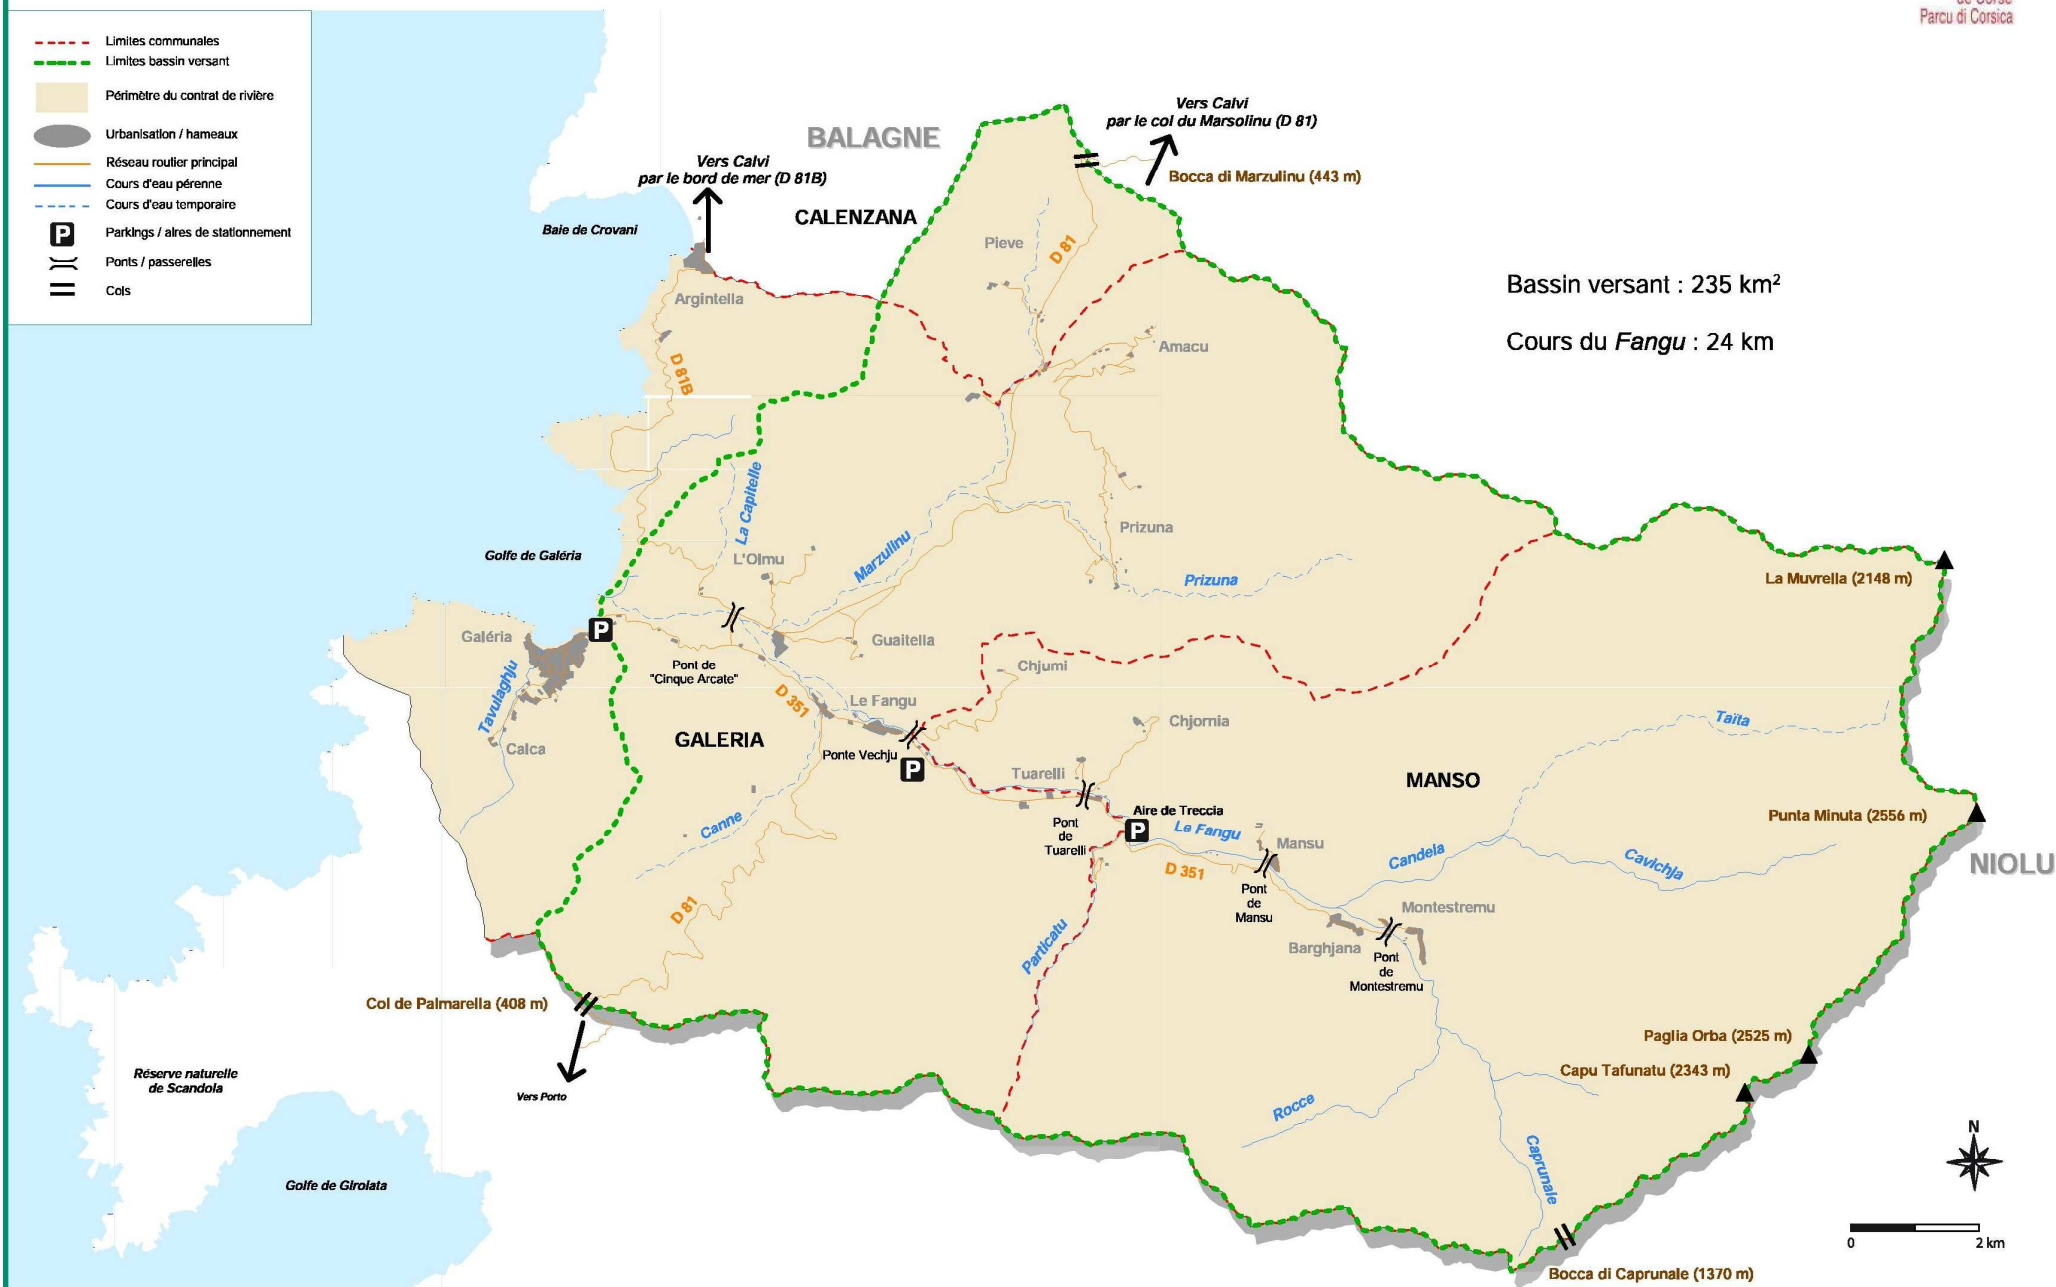 de Corse
Parcu di Corsica
Limites communales
Limites bassin versant
Périmètre du contrat de rivière
Urbanisation / hameaux
Réseau routier principal
Cours d'eau pérenne
Cours d'eau temporaire
P
Parkings / aires de stationnement
Ponts / passerelles
Cols
BALAGNE
Vers Calvi
par le col du Marsolinu (D 81)
Bocca di Marzulinu (443 m)
Vers Calvi
par le bord de mer (D 81B)
CALENZANA
Baie de Crovani
Pieve
D 81
Argintella
Bassin versant : 235 km²
Cours du Fangu : 24 km
Amacu
D 81B
La Capitelle
Marzulinu
Prizuna
Golfe de Galéria
L'Olmu
Prizuna
La Muvrella (2148 m)
P
Galéria
Guaitella
Pont de
"Cinque Arcate"
Chjumi
Tavulaghju
D 351
Le Fangu
Calca
GALERIA
Ponte Vechju
P
Chjornia
Taïta
Tuarelli
MANSO
Canne
Pont
de
Tuarelli
Aire de Treccia
P
Le Fangu
D 351
Mansu
Pont
de
Mansu
Candela
Cavichja
Punta Minuta (2556 m)
NIOLU
D 81
Particatu
Montestremu
Barghjana
Pont
de
Montestremu
Col de Palmarella (408 m)
Vers Porto
Réserve naturelle
de Scandola
Golfe de Girolata
Paglia Orba (2525 m)
Capu Tafunatu (2343 m)
Rocce
Caprunale
N
0
2 km
Bocca di Caprunale (1370 m)